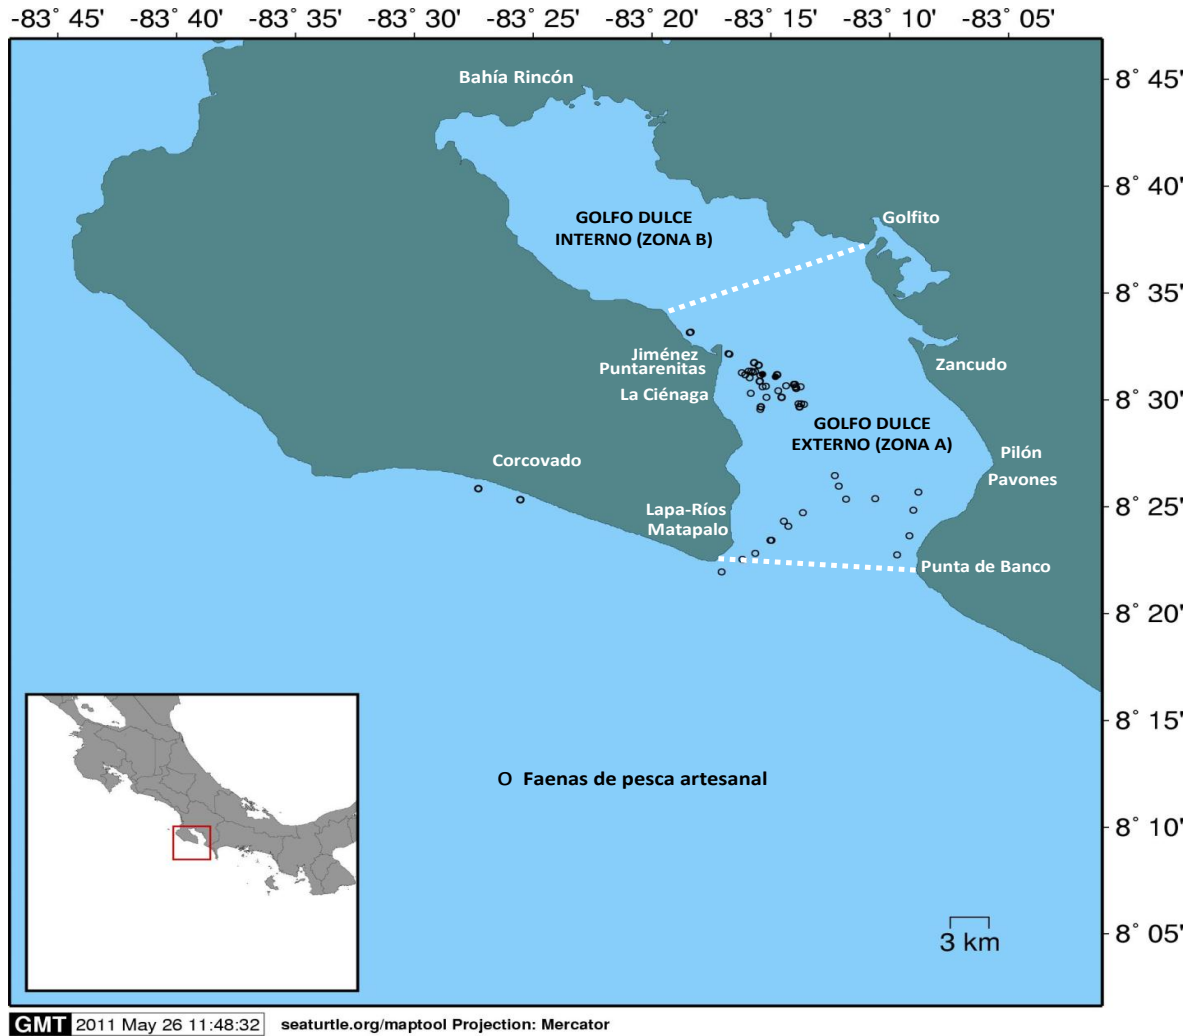 -83° 45' -83° 40' -83° 35' -83° 30' -83° 25' -83° 20' -83° 15' -83° 10' -83° 05'
8° 45'
8° 40'
8° 35'
8° 30'
8° 25'
8° 20'
8° 15'
8° 10'
8° 05'
Bahía Rincón
GOLFO DULCE
INTERNO (ZONA B)
Golfito
Jiménez
Puntarenitas
La Ciénaga
Zancudo
GOLFO DULCE
EXTERNO (ZONA A)
Pilón
Pavones
Corcovado
Lapa-Ríos
Matapalo
Punta de Banco
O Faenas de pesca artesanal
3 km
GMT 2011 May 26 11:48:32 seaturtle.org/maptool Projection: Mercator